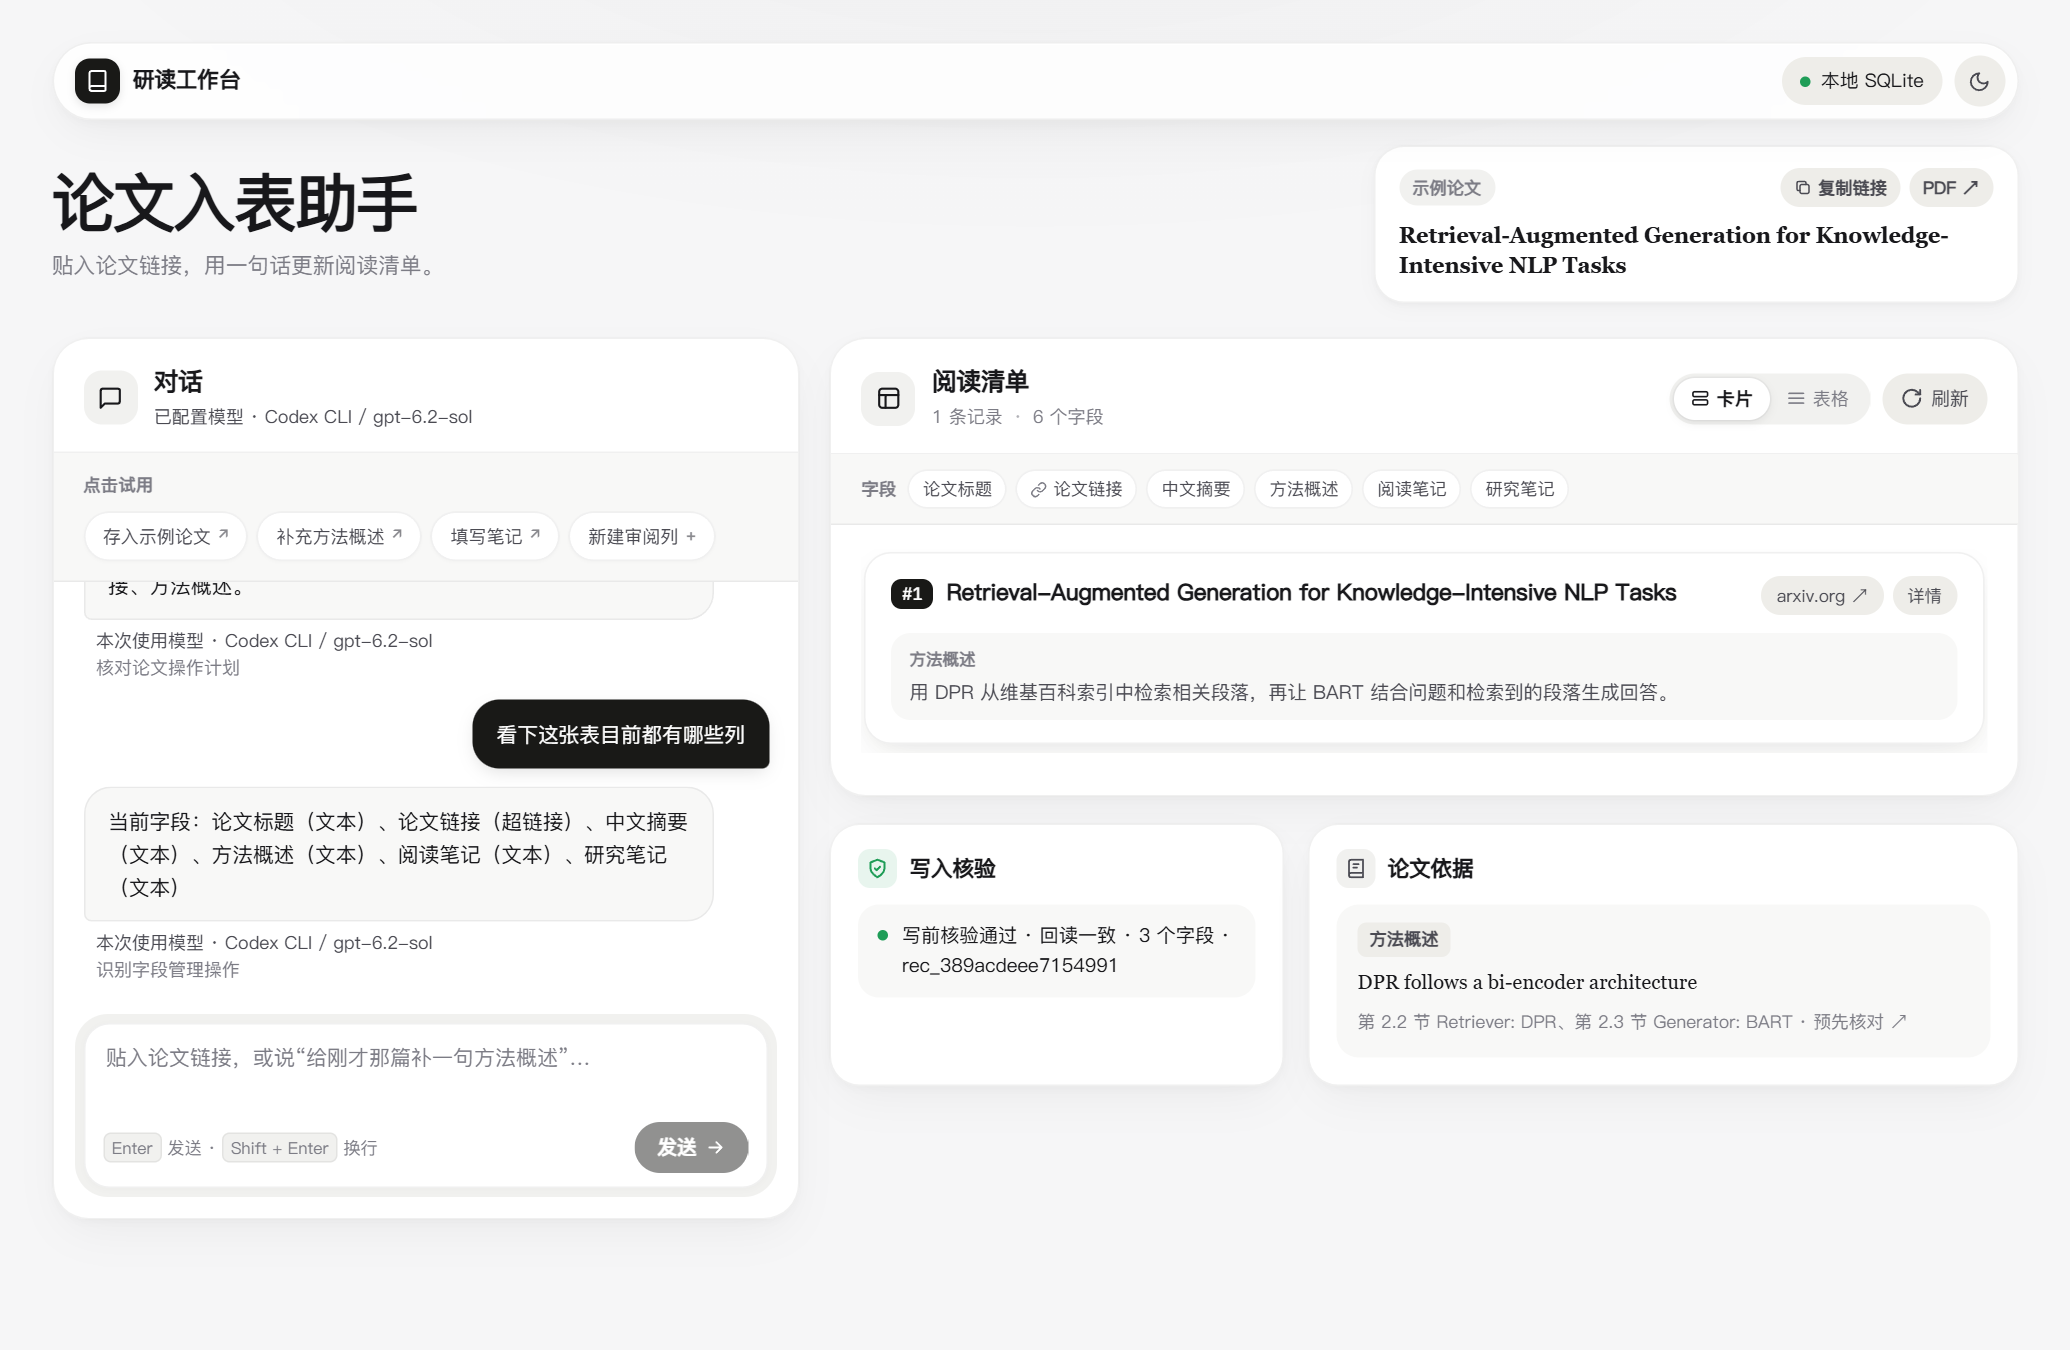 研读工作台
本地 SQLite
论文入表助手
贴入论文链接，用一句话更新阅读清单。
示例论文
复制链接
PDF ↗
Retrieval-Augmented Generation for Knowledge-
Intensive NLP Tasks
对话
已配置模型 · Codex CLI / gpt-6.2-sol
点击试用
存入示例论文 ↗
补充方法概述 ↗
填写笔记 ↗
新建审阅列 +
接、方法概述。
本次使用模型 · Codex CLI / gpt-6.2-sol
核对论文操作计划
看下这张表目前都有哪些列
当前字段：论文标题（文本）、论文链接（超链接）、中文摘要
（文本）、方法概述（文本）、阅读笔记（文本）、研究笔记
（文本）
本次使用模型 · Codex CLI / gpt-6.2-sol
识别字段管理操作
贴入论文链接，或说“给刚才那篇补一句方法概述”…
Enter 发送 · Shift + Enter 换行
发送 →
阅读清单
1 条记录 · 6 个字段
卡片
表格
刷新
字段 论文标题 论文链接 中文摘要 方法概述 阅读笔记 研究笔记
#1 Retrieval-Augmented Generation for Knowledge-Intensive NLP Tasks
arxiv.org ↗
详情
方法概述
用 DPR 从维基百科索引中检索相关段落，再让 BART 结合问题和检索到的段落生成回答。
写入核验
写前核验通过 · 回读一致 · 3 个字段 ·
rec_389acdeee7154991
论文依据
方法概述
DPR follows a bi-encoder architecture
第 2.2 节 Retriever: DPR、第 2.3 节 Generator: BART · 预先核对 ↗